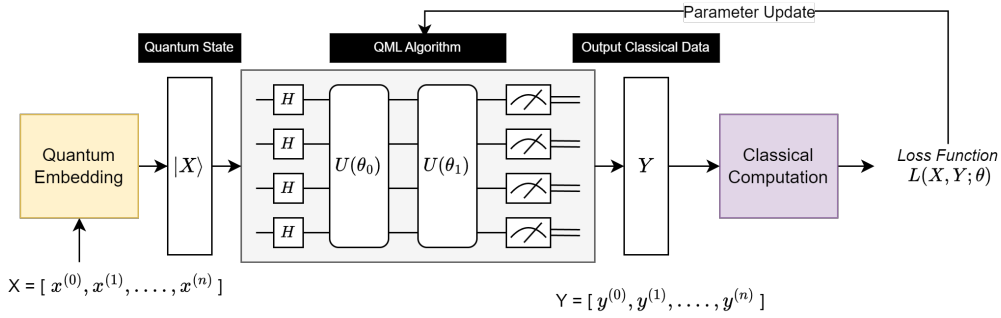 Parameter Update
Quantum State
QML Algorithm
Output Classical Data
Quantum
Embedding
|X⟩
H
H
H
H
U(θ₀)
U(θ₁)
Y
Classical
Computation
Loss Function
L(X, Y; θ)
X = [ x⁽⁰⁾, x⁽¹⁾, . . . . , x⁽ⁿ⁾ ]
Y = [ y⁽⁰⁾, y⁽¹⁾, . . . . , y⁽ⁿ⁾ ]